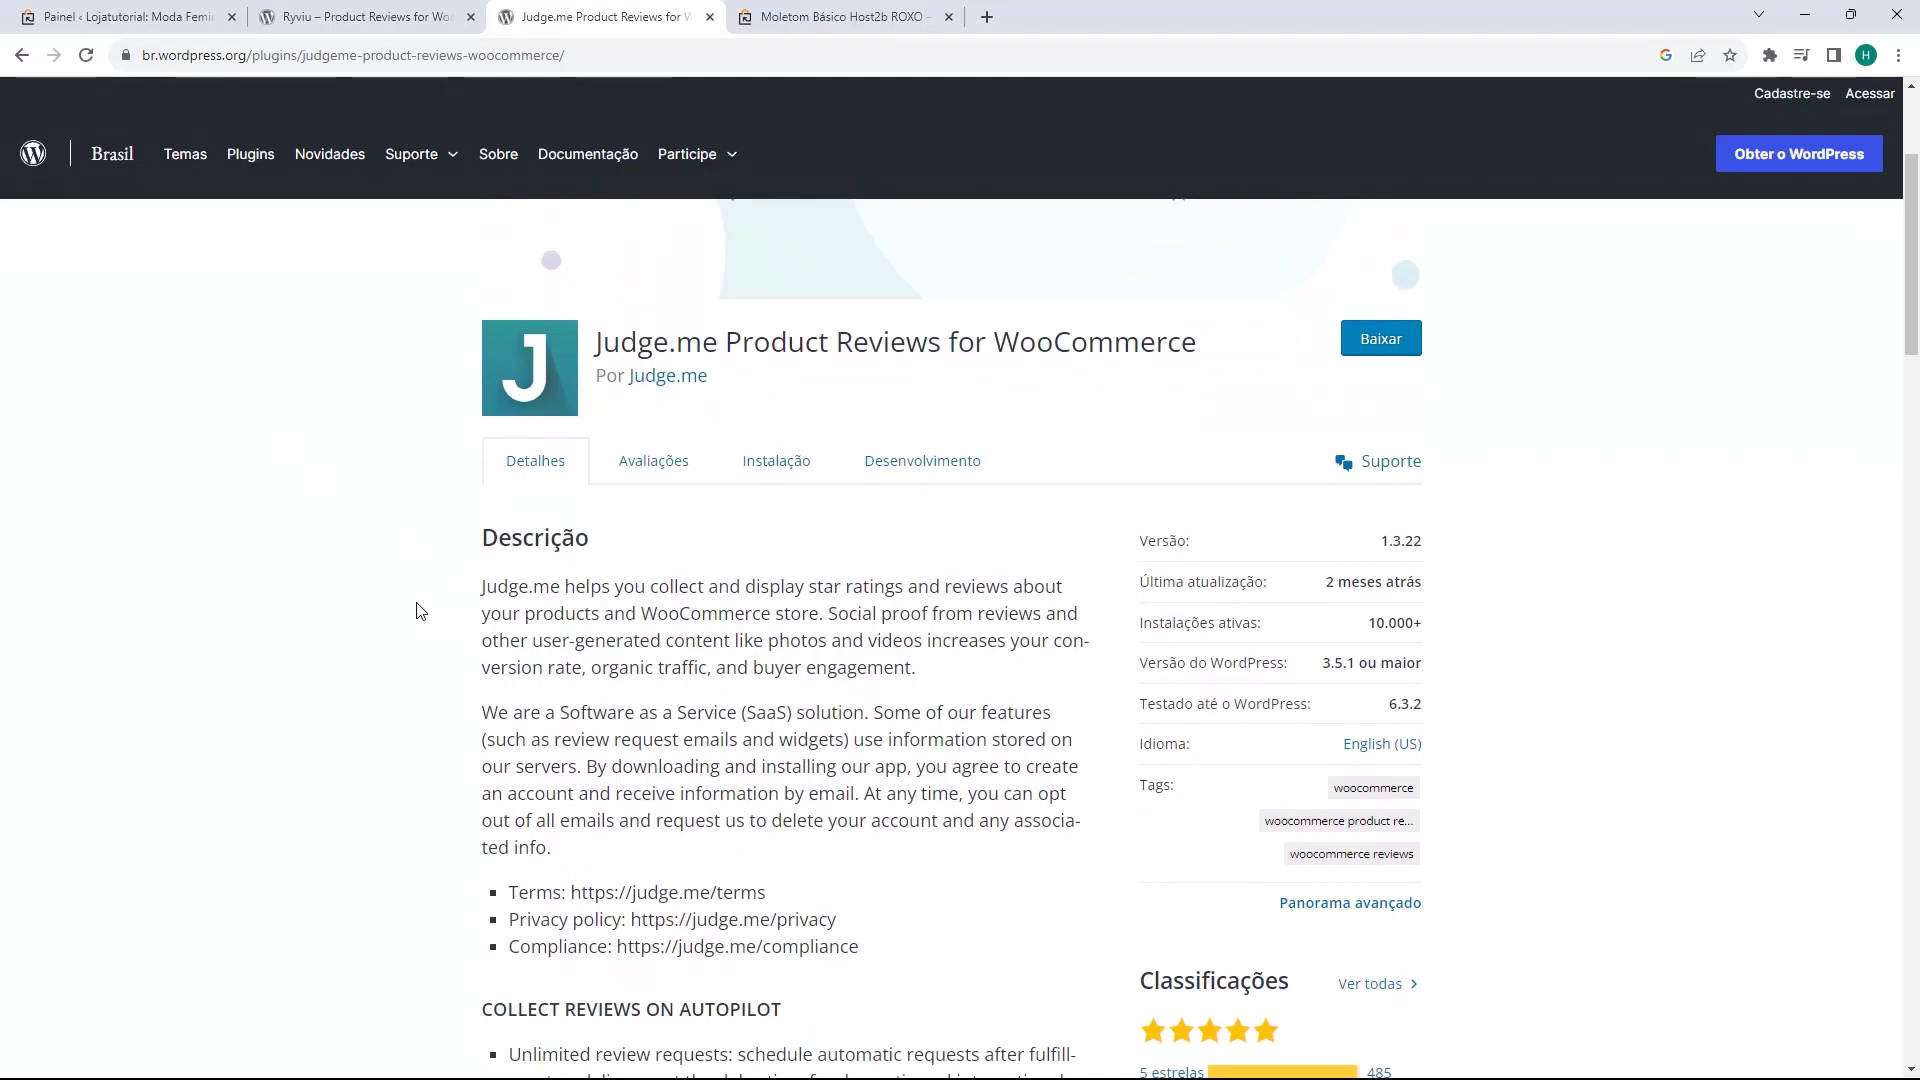 Painel ‹ Lojatutorial: Moda Femi
Ryviu – Product Reviews for Woo
Judge.me Product Reviews for W
Moletom Básico Host2b ROXO -
br.wordpress.org/plugins/judgeme-product-reviews-woocommerce/
H
Cadastre-se Acessar
Brasil Temas Plugins Novidades Suporte Sobre Documentação Participe
Obter o WordPress
J
Judge.me Product Reviews for WooCommerce
Por Judge.me
Baixar
Detalhes Avaliações Instalação Desenvolvimento Suporte
Descrição
Judge.me helps you collect and display star ratings and reviews about
your products and WooCommerce store. Social proof from reviews and
other user-generated content like photos and videos increases your con-
version rate, organic traffic, and buyer engagement.
We are a Software as a Service (SaaS) solution. Some of our features
(such as review request emails and widgets) use information stored on
our servers. By downloading and installing our app, you agree to create
an account and receive information by email. At any time, you can opt
out of all emails and request us to delete your account and any associa-
ted info.
Terms: https://judge.me/terms
Privacy policy: https://judge.me/privacy
Compliance: https://judge.me/compliance
COLLECT REVIEWS ON AUTOPILOT
Unlimited review requests: schedule automatic requests after fulfill-
Versão: 1.3.22
Última atualização: 2 meses atrás
Instalações ativas: 10.000+
Versão do WordPress: 3.5.1 ou maior
Testado até o WordPress: 6.3.2
Idioma: English (US)
Tags: woocommerce
woocommerce product re...
woocommerce reviews
Panorama avançado
Classificações Ver todas
5 estrelas 485